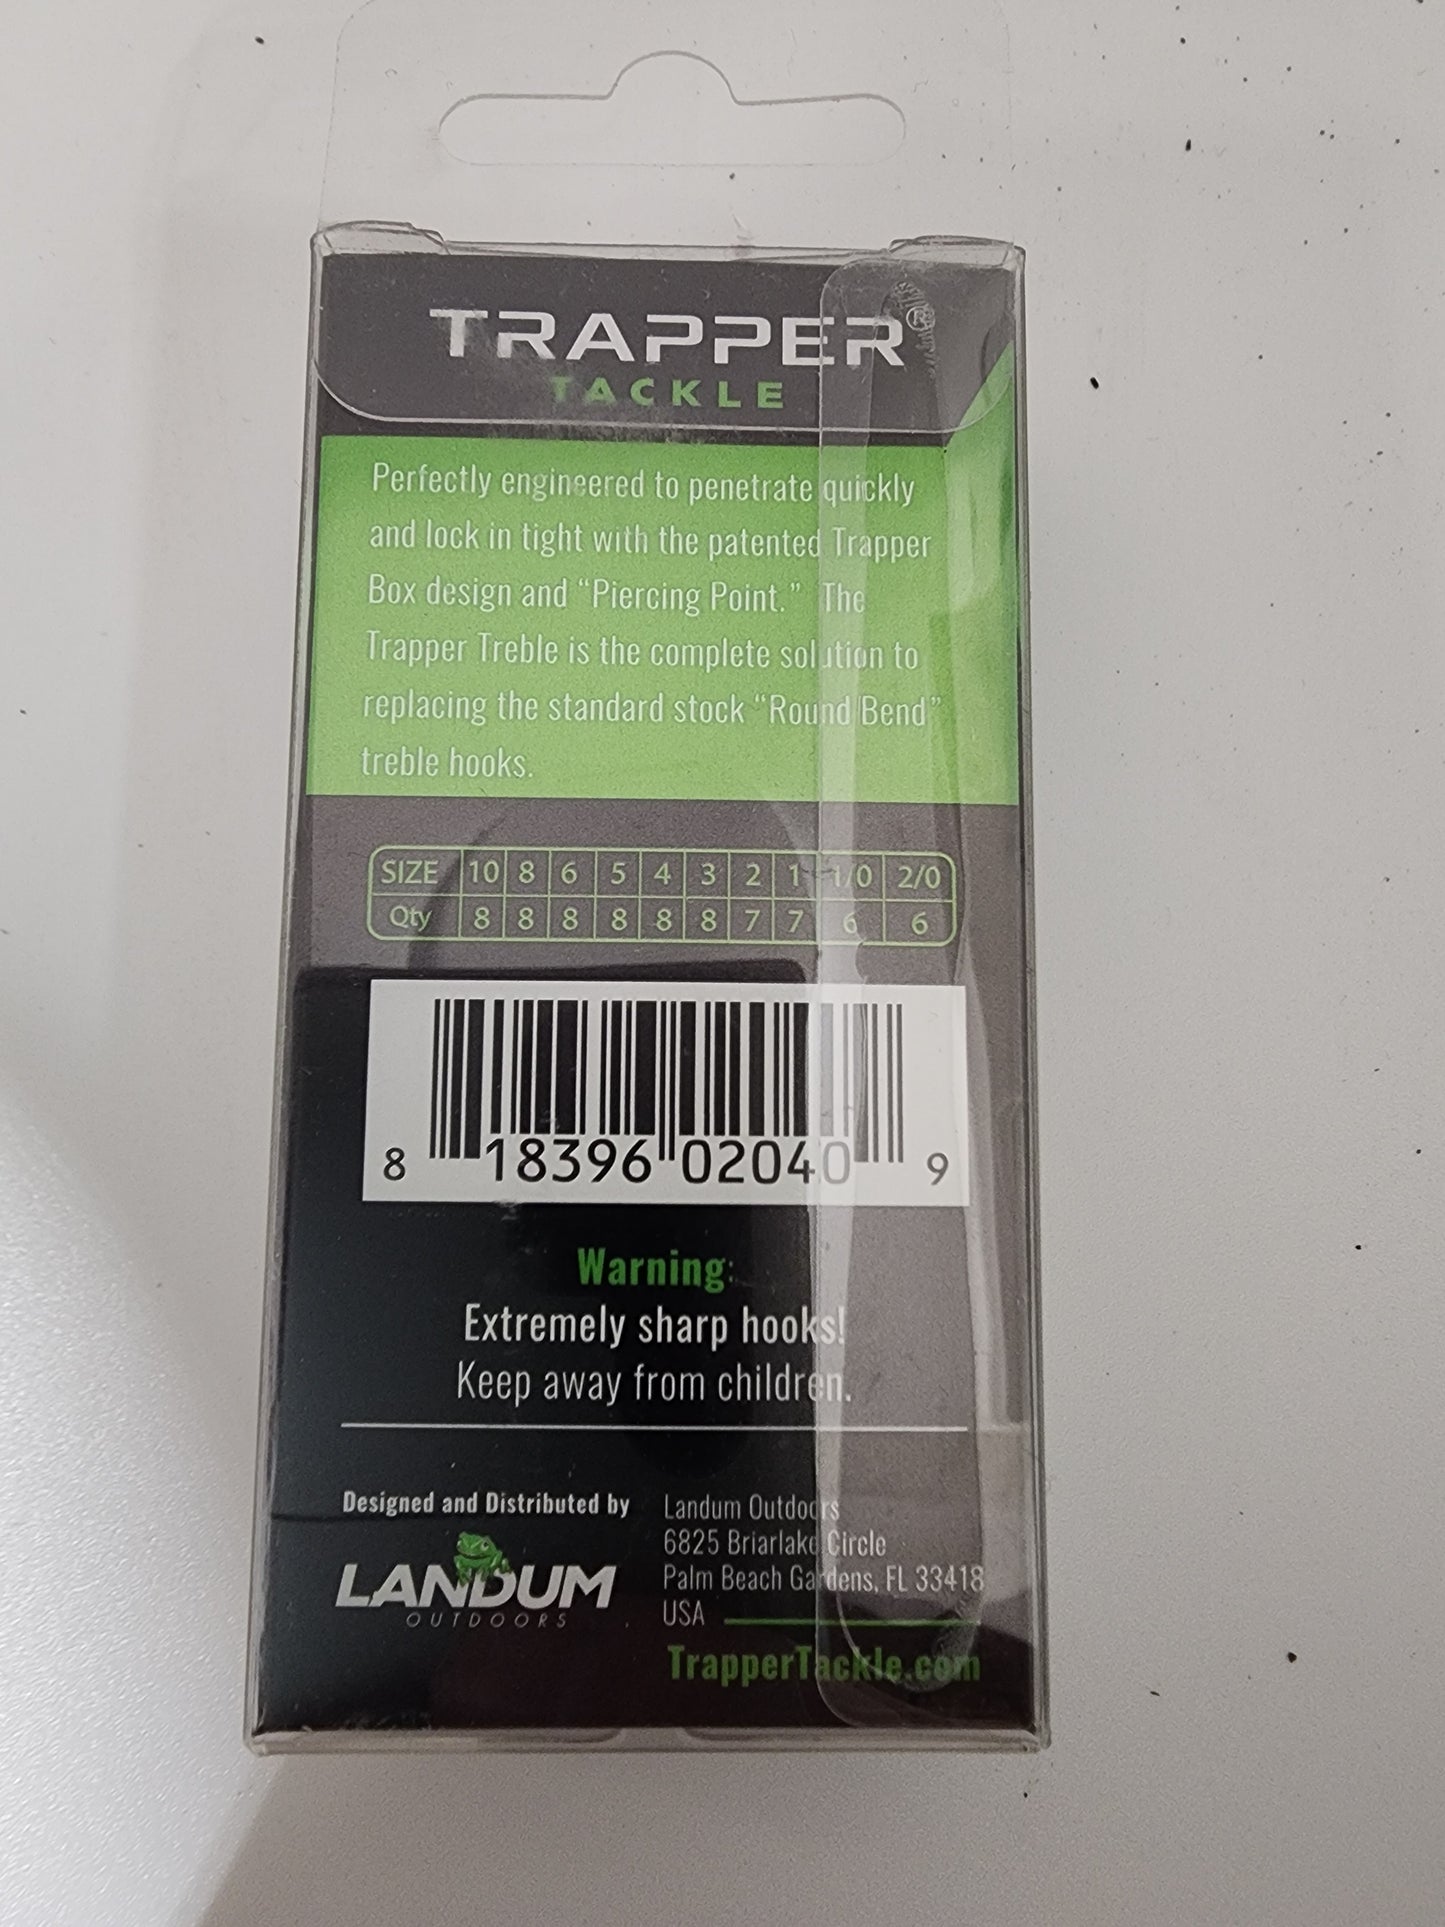 TRAPPER®
TACKLE
Perfectly engineered to penetrate quickly
and lock in tight with the patented Trapper
Box design and “Piercing Point.” The
Trapper Treble is the complete solution to
replacing the standard stock “Round Bend”
treble hooks.
SIZE 10 8 6 5 4 3 2 1 1/0 2/0
Qty 8 8 8 8 8 8 7 7 6 6
8 18396 02040 9
Warning:
Extremely sharp hooks!
Keep away from children.
Designed and Distributed by
LANDUM
OUTDOORS
Landum Outdoors
6825 Briarlake Circle
Palm Beach Gardens, FL 33418
USA
TrapperTackle.com